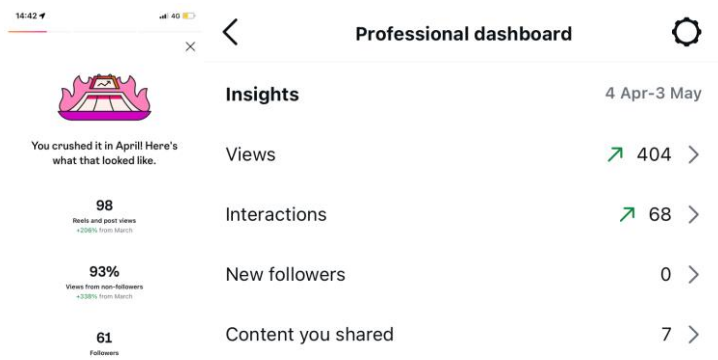 14:42
40
You crushed it in April! Here's
what that looked like.
98
Reels and post views
+206% from March
93%
Views from non-followers
+338% from March
61
Followers
Professional dashboard
Insights 4 Apr-3 May
Views 404
Interactions 68
New followers 0
Content you shared 7